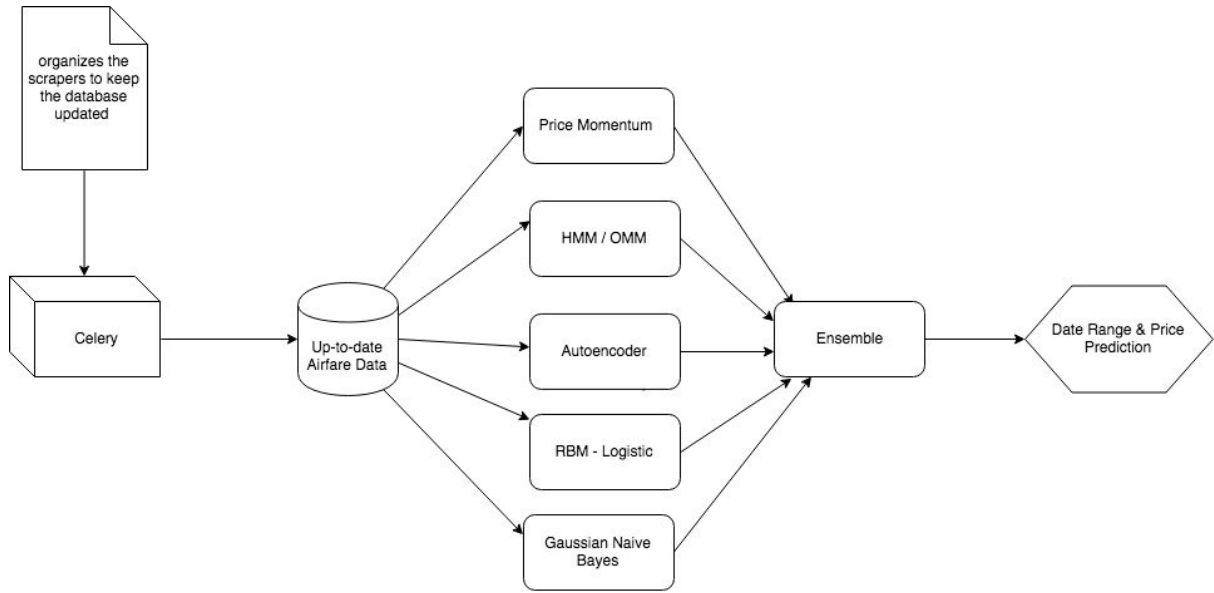 organizes the
scrapers to keep
the database
updated
Celery
Up-to-date
Airfare Data
Price Momentum
HMM / OMM
Autoencoder
RBM - Logistic
Gaussian Naive
Bayes
Ensemble
Date Range & Price
Prediction